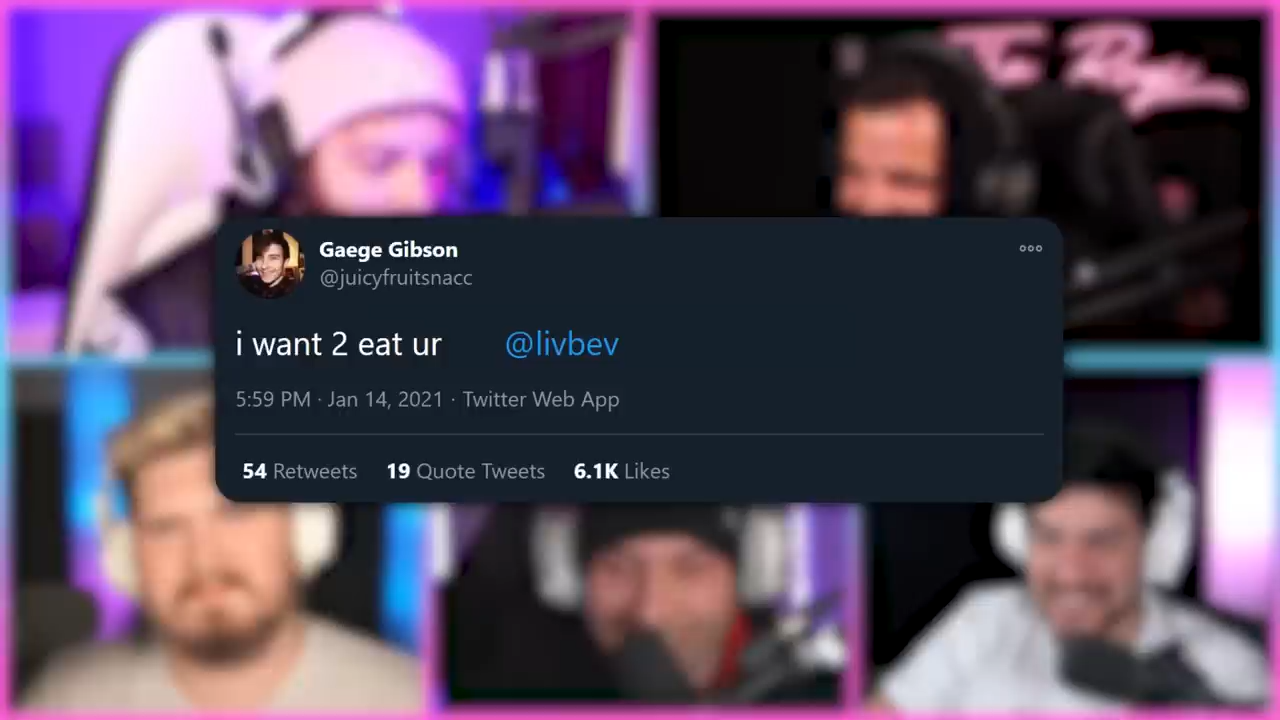 Gaege Gibson
@juicyfruitsnacc
i want 2 eat ur @livbev
5:59 PM · Jan 14, 2021 · Twitter Web App
54 Retweets 19 Quote Tweets 6.1K Likes